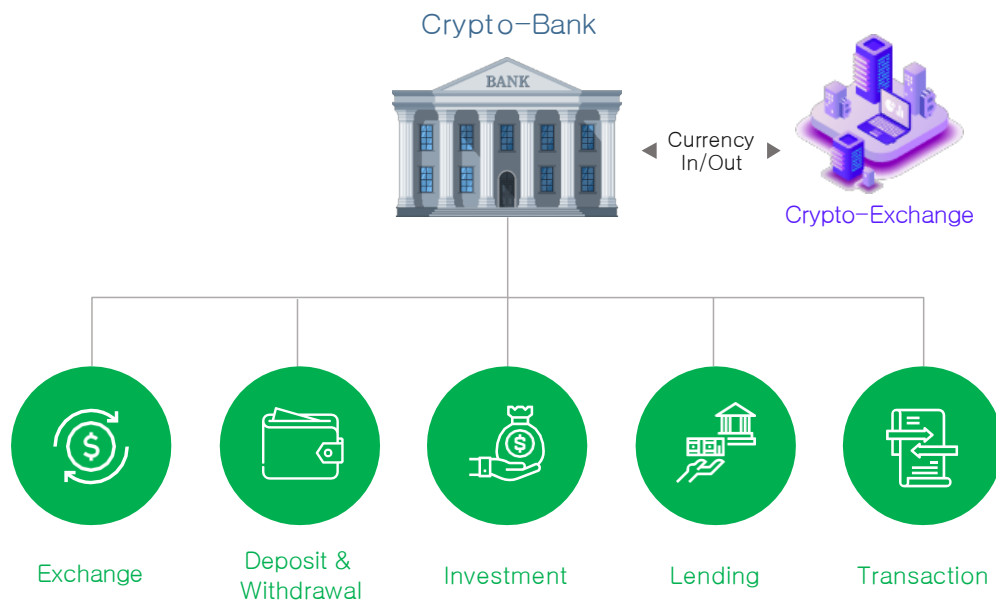 Crypto-Bank
BANK
Currency
In/Out
Crypto-Exchange
Exchange
Deposit &
Withdrawal
Investment
Lending
Transaction